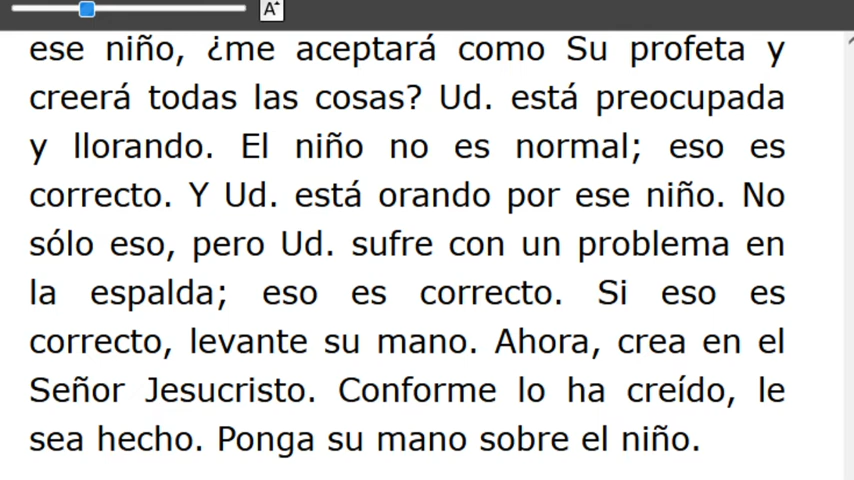 A
ese niño, ¿me aceptará como Su profeta y
creerá todas las cosas? Ud. está preocupada
y llorando. El niño no es normal; eso es
correcto. Y Ud. está orando por ese niño. No
sólo eso, pero Ud. sufre con un problema en
la espalda; eso es correcto. Si eso es
correcto, levante su mano. Ahora, crea en el
Señor Jesucristo. Conforme lo ha creído, le
sea hecho. Ponga su mano sobre el niño.